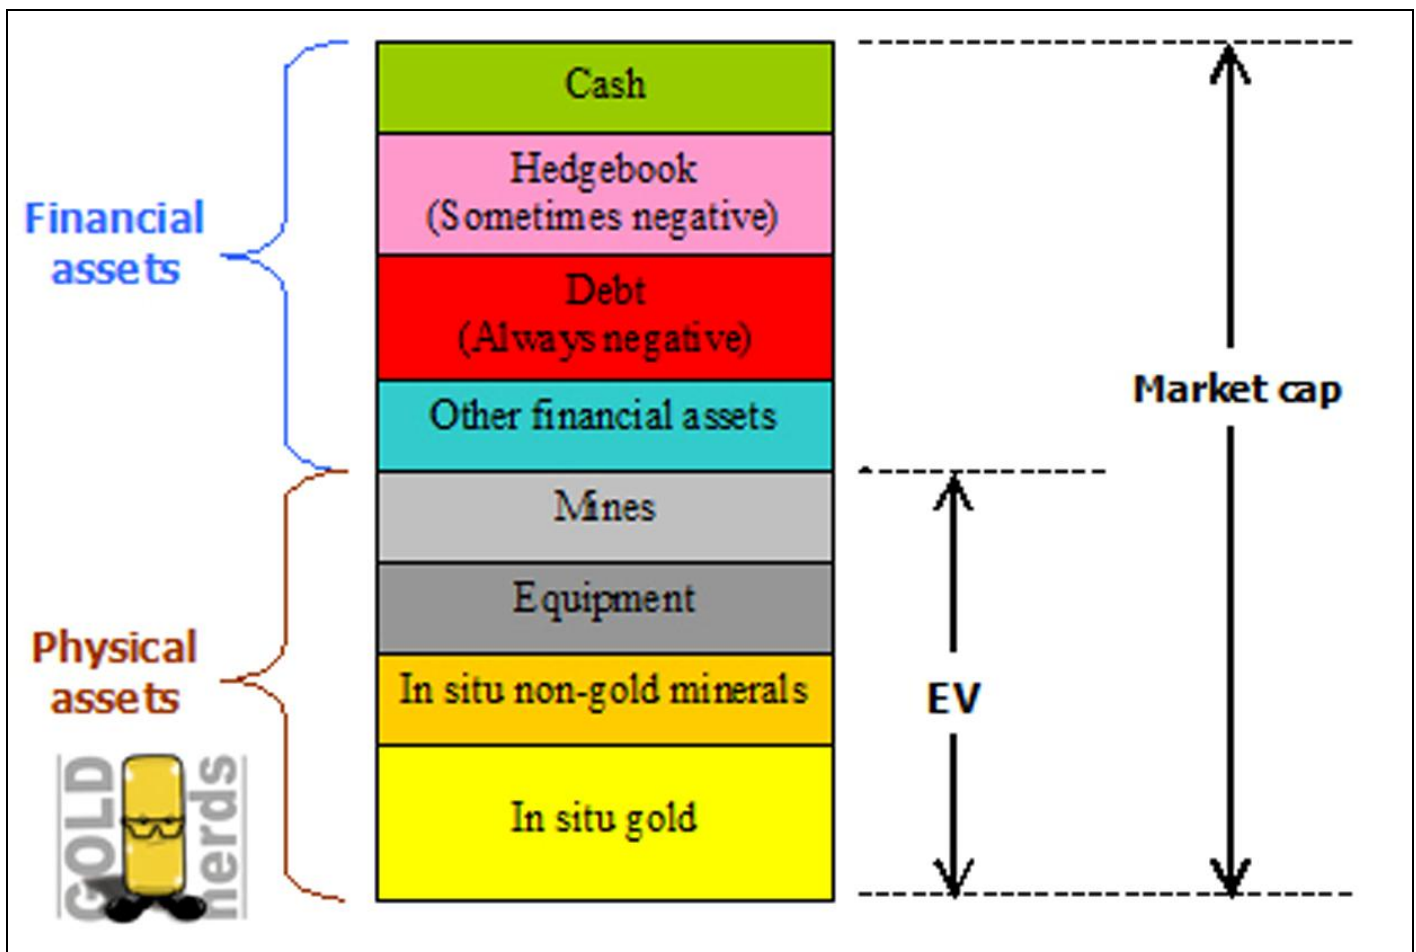 Financial
assets
Physical
assets
GOLD
nerds
Cash
Hedgebook
(Sometimes negative)
Debt
(Always negative)
Other financial assets
Mines
Equipment
In situ non-gold minerals
In situ gold
EV
Market cap